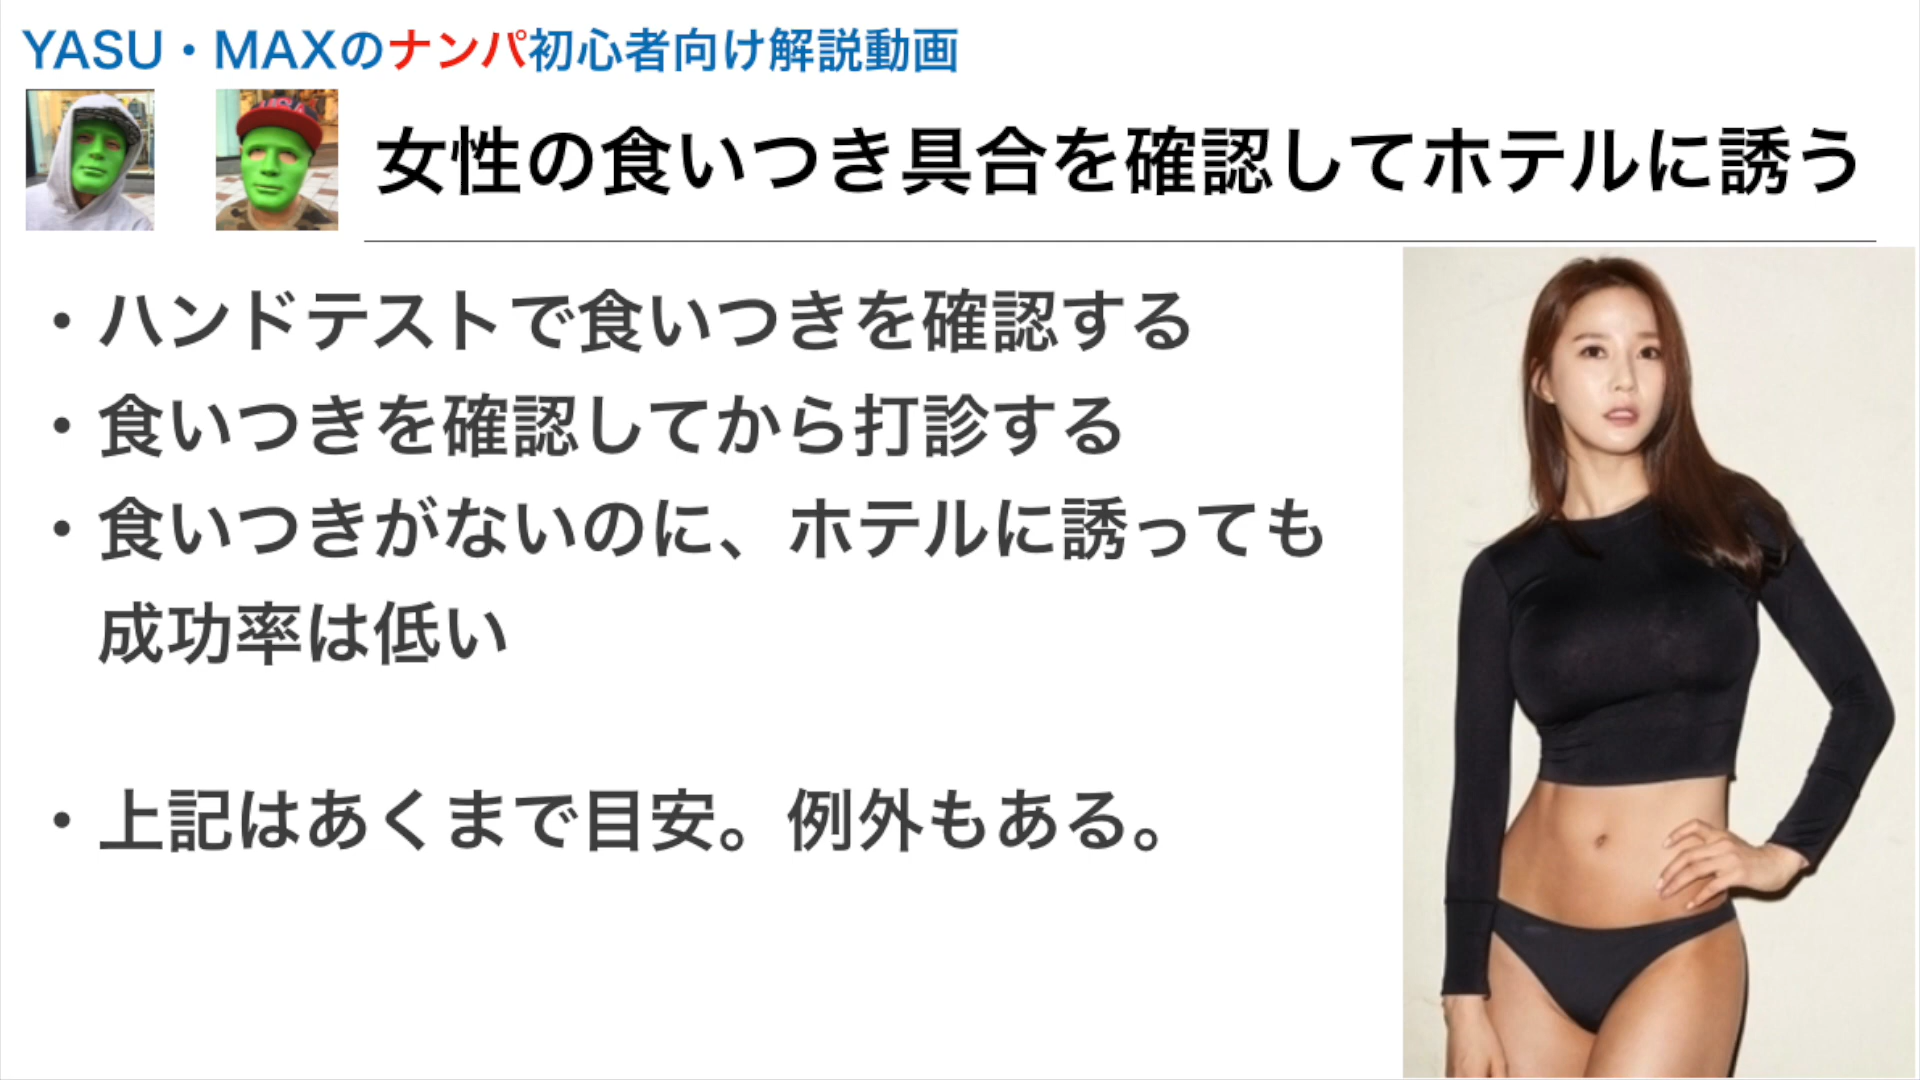 YASU・MAXのナンパ初心者向け解説動画
女性の食いつき具合を確認してホテルに誘う
・ハンドテストで食いつきを確認する
・食いつきを確認してから打診する
・食いつきがないのに、ホテルに誘っても
成功率は低い
・上記はあくまで目安。例外もある。